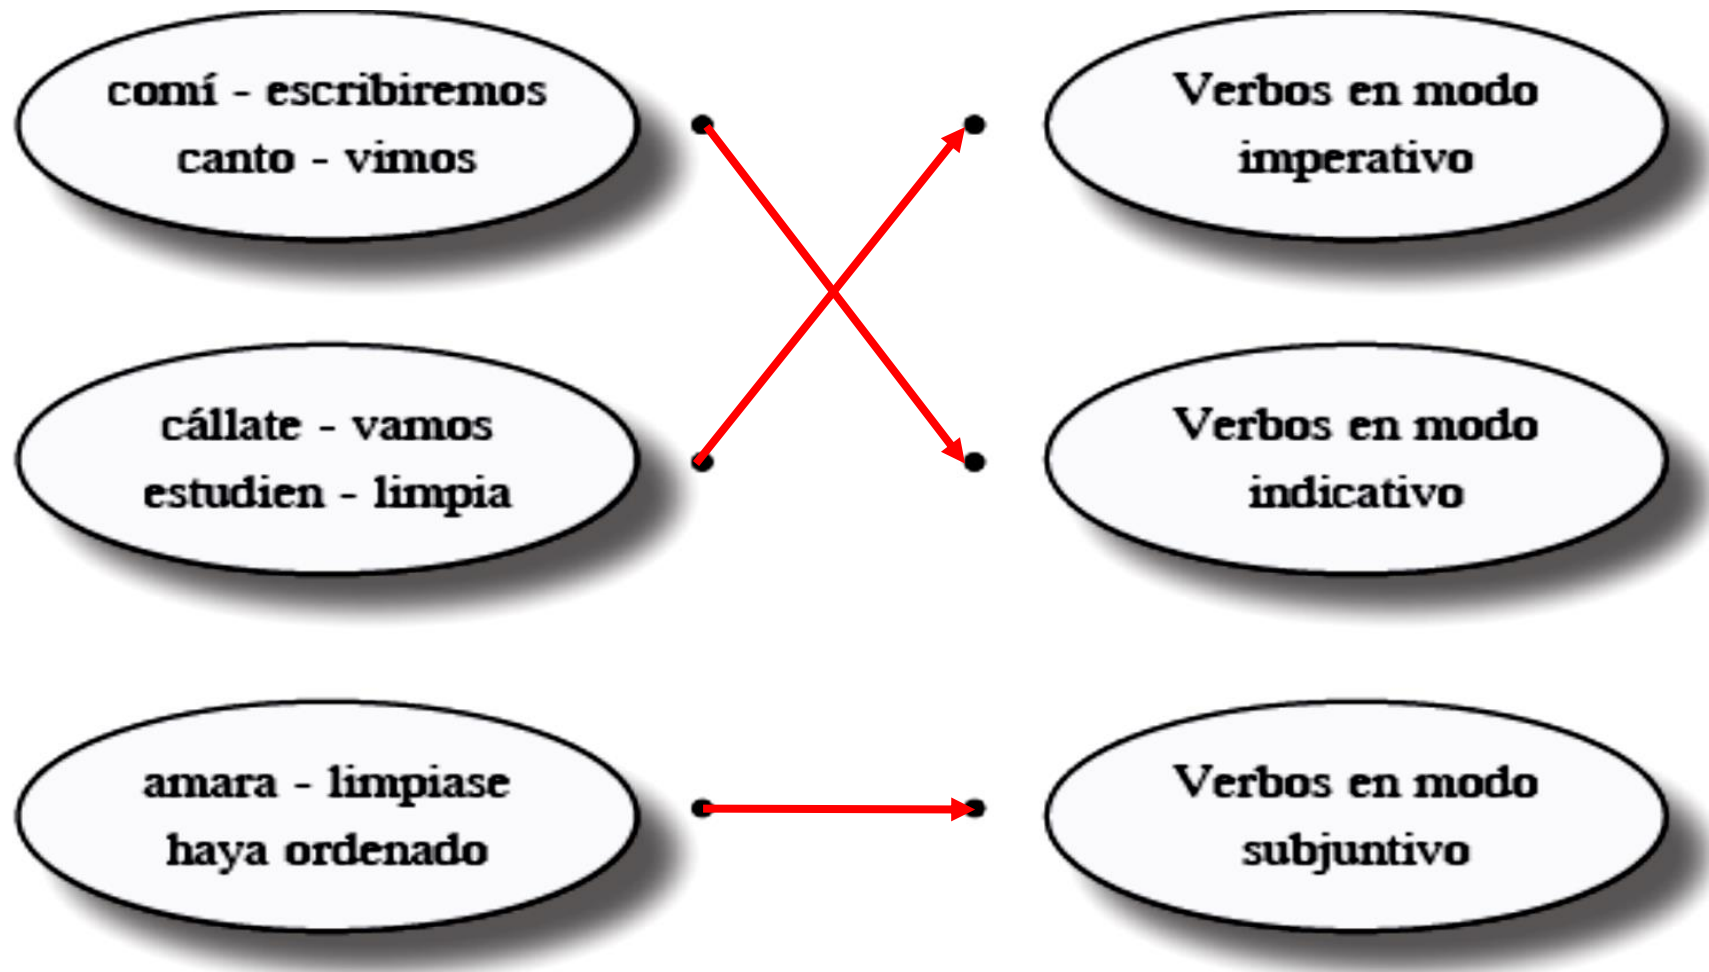 comí - escribiremos
canto - vimos
Verbos en modo
imperativo
cállate - vamos
estudien - limpia
Verbos en modo
indicativo
amara - limpiase
haya ordenado
Verbos en modo
subjuntivo